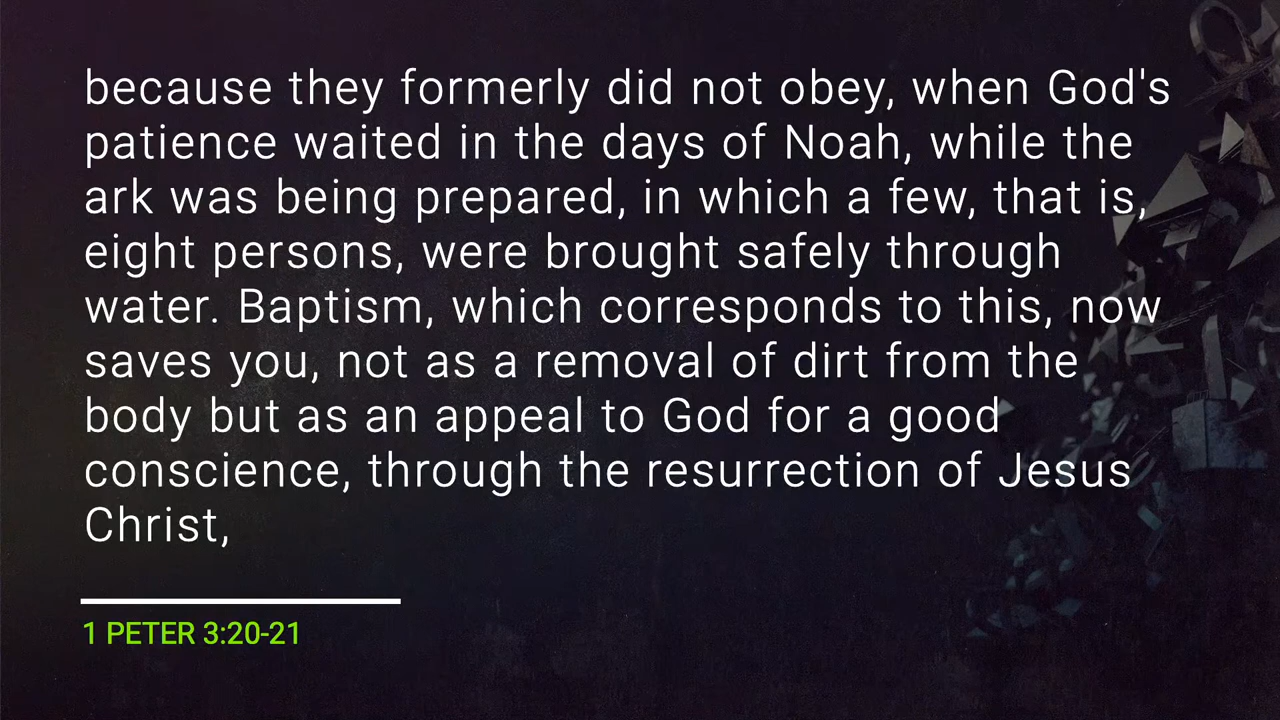 because they formerly did not obey, when God's
patience waited in the days of Noah, while the
ark was being prepared, in which a few, that is,
eight persons, were brought safely through
water. Baptism, which corresponds to this, now
saves you, not as a removal of dirt from the
body but as an appeal to God for a good
conscience, through the resurrection of Jesus
Christ,
1 PETER 3:20-21